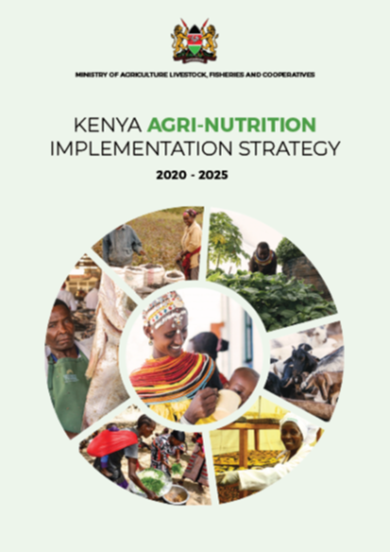 MINISTRY OF AGRICULTURE LIVESTOCK, FISHERIES AND COOPERATIVES
KENYA AGRI-NUTRITION
IMPLEMENTATION STRATEGY
2020 - 2025